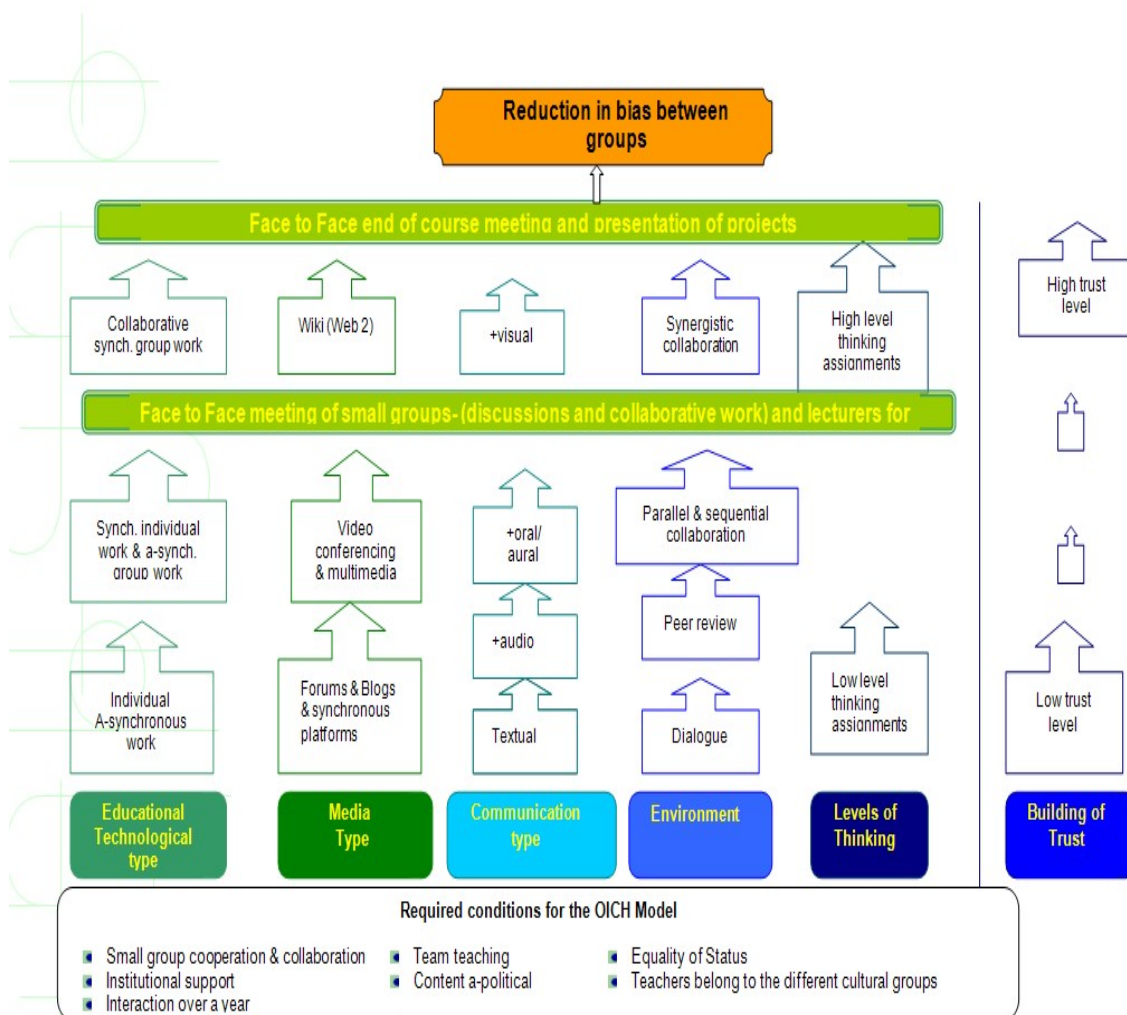 Reduction in bias between
groups
Face to Face end of course meeting and presentation of projects
Collaborative
synch. group work
Wiki (Web 2)
+visual
Synergistic
collaboration
High level
thinking
assignments
High trust
level
Face to Face meeting of small groups- (discussions and collaborative work) and lecturers for
Synch. individual
work & a-synch.
group work
Video
conferencing
& multimedia
+oral/
aural
Parallel & sequential
collaboration
+audio
Peer review
Individual
A-synchronous
work
Forums & Blogs
& synchronous
platforms
Textual
Dialogue
Low level
thinking
assignments
Low trust
level
Educational
Technological
type
Media
Type
Communication
type
Environment
Levels of
Thinking
Building of
Trust
Required conditions for the OICH Model
Small group cooperation & collaboration
Institutional support
Interaction over a year
Team teaching
Content a-political
Equality of Status
Teachers belong to the different cultural groups